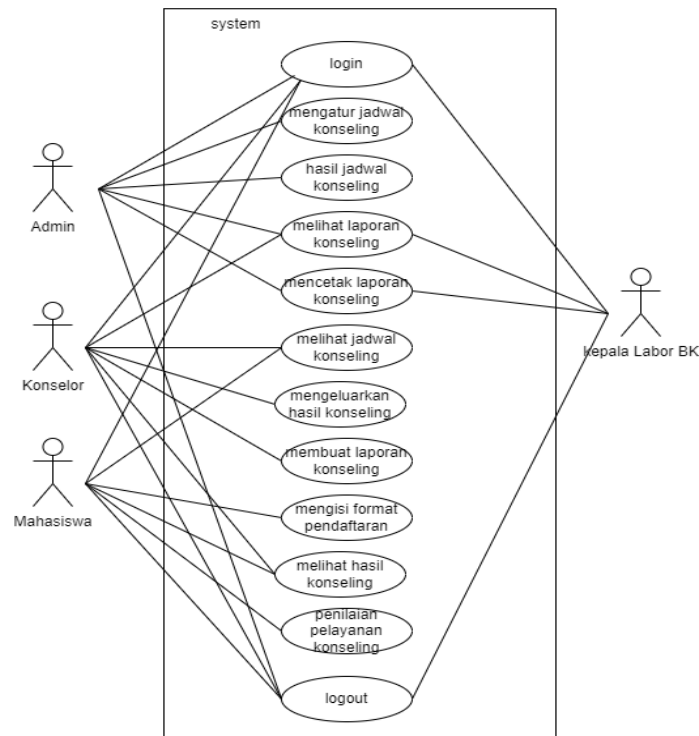 system
login
mengatur jadwal
konseling
hasil jadwal
konseling
Admin
melihat laporan
konseling
mencetak laporan
konseling
kepala Labor BK
Konselor
melihat jadwal
konseling
mengeluarkan
hasil konseling
membuat laporan
konseling
Mahasiswa
mengisi format
pendaftaran
melihat hasil
konseling
penilaian
pelayanan
konseling
logout